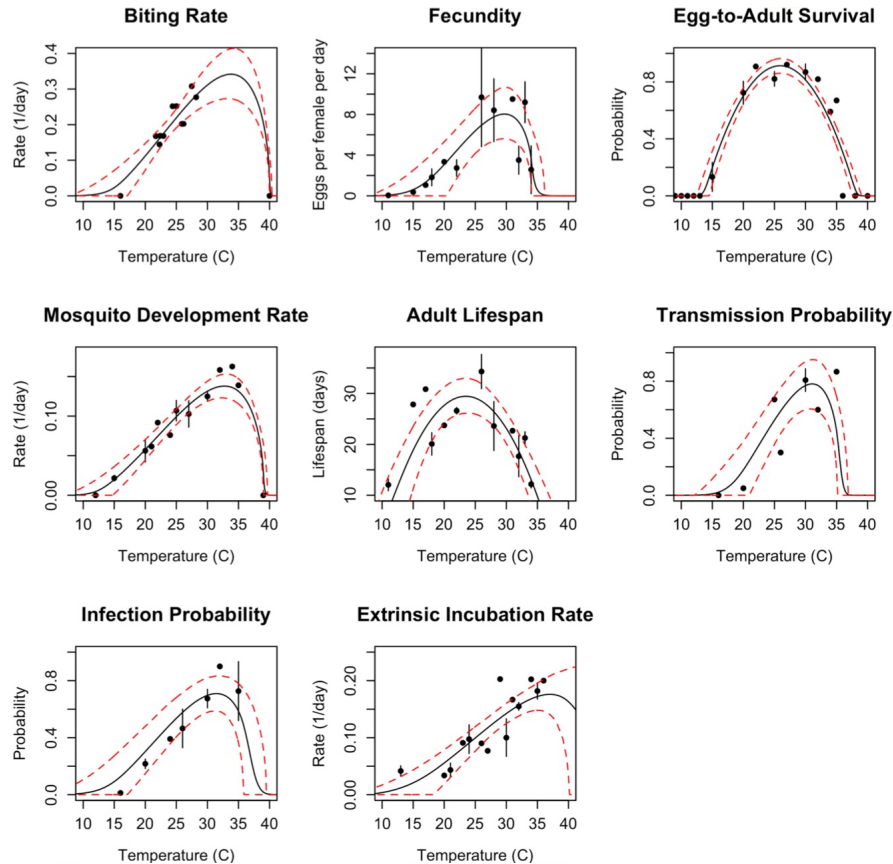 Biting Rate
Rate (1/day)
0.0 0.1 0.2 0.3 0.4
10 15 20 25 30 35 40
Temperature (C)
Fecundity
Eggs per female per day
0 4 8 12
10 15 20 25 30 35 40
Temperature (C)
Egg-to-Adult Survival
Probability
0.0 0.4 0.8
10 15 20 25 30 35 40
Temperature (C)
Mosquito Development Rate
Rate (1/day)
0.00 0.10
10 15 20 25 30 35 40
Temperature (C)
Adult Lifespan
Lifespan (days)
10 20 30
10 15 20 25 30 35 40
Temperature (C)
Transmission Probability
Probability
0.0 0.4 0.8
10 15 20 25 30 35 40
Temperature (C)
Infection Probability
Probability
0.0 0.4 0.8
10 15 20 25 30 35 40
Temperature (C)
Extrinsic Incubation Rate
Rate (1/day)
0.00 0.10 0.20
10 15 20 25 30 35 40
Temperature (C)